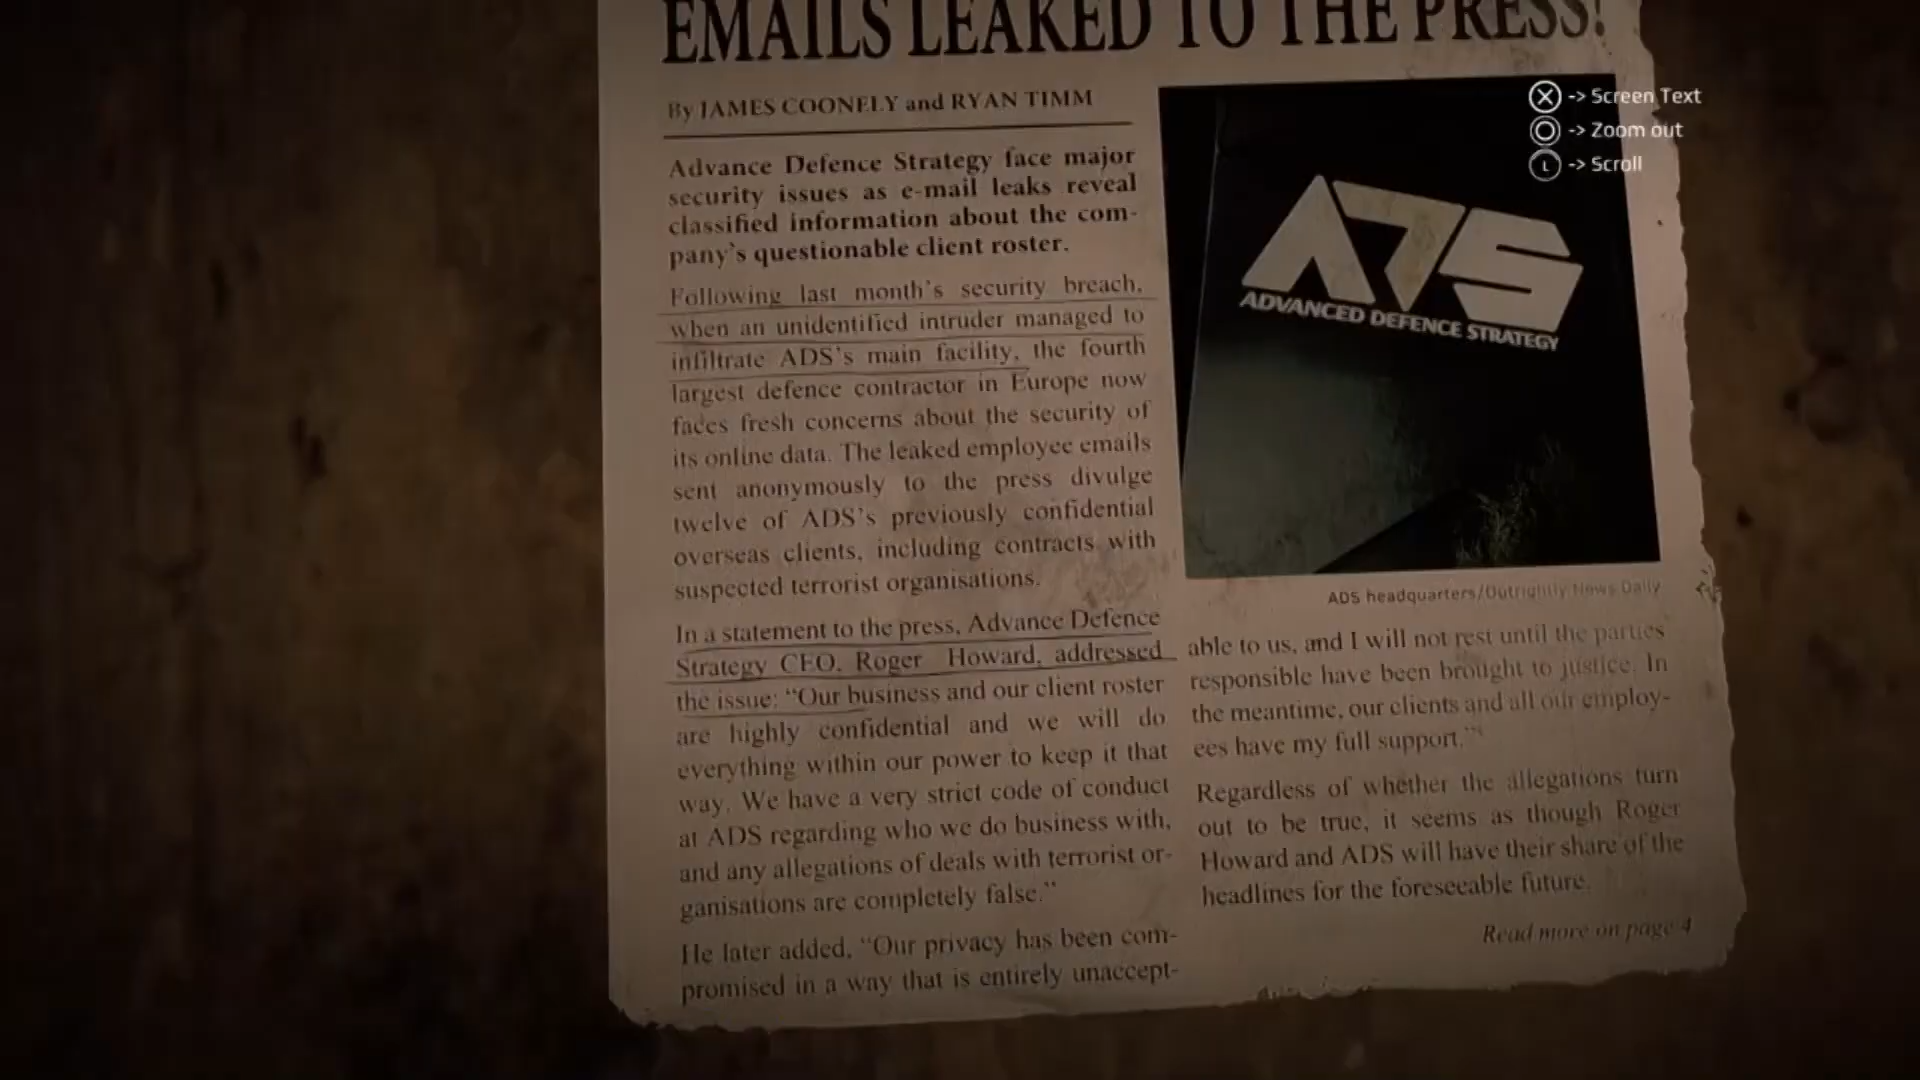 EMAILS LEAKED TO THE PRESS!
By JAMES COONELY and RYAN TIMM
Advance Defence Strategy face major
security issues as e-mail leaks reveal
classified information about the com-
pany's questionable client roster.
Following last month's security breach,
when an unidentified intruder managed to
infiltrate ADS's main facility, the fourth
largest defence contractor in Europe now
faces fresh concerns about the security of
its online data. The leaked employee emails
sent anonymously to the press divulge
twelve of ADS's previously confidential
overseas clients, including contracts with
suspected terrorist organisations.
In a statement to the press, Advance Defence
Strategy CEO, Roger Howard, addressed
the issue: “Our business and our client roster
are highly confidential and we will do
everything within our power to keep it that
way. We have a very strict code of conduct
at ADS regarding who we do business with,
and any allegations of deals with terrorist or-
ganisations are completely false.”
He later added, “Our privacy has been com-
promised in a way that is entirely unaccept-
ADS
ADVANCED DEFENCE STRATEGY
ADS headquarters/Outrightly News Daily
able to us, and I will not rest until the parties
responsible have been brought to justice. In
the meantime, our clients and all our employ-
ees have my full support.”
Regardless of whether the allegations turn
out to be true, it seems as though Roger
Howard and ADS will have their share of the
headlines for the foreseeable future.
Read more on page 4
X -> Screen Text
O -> Zoom out
L -> Scroll